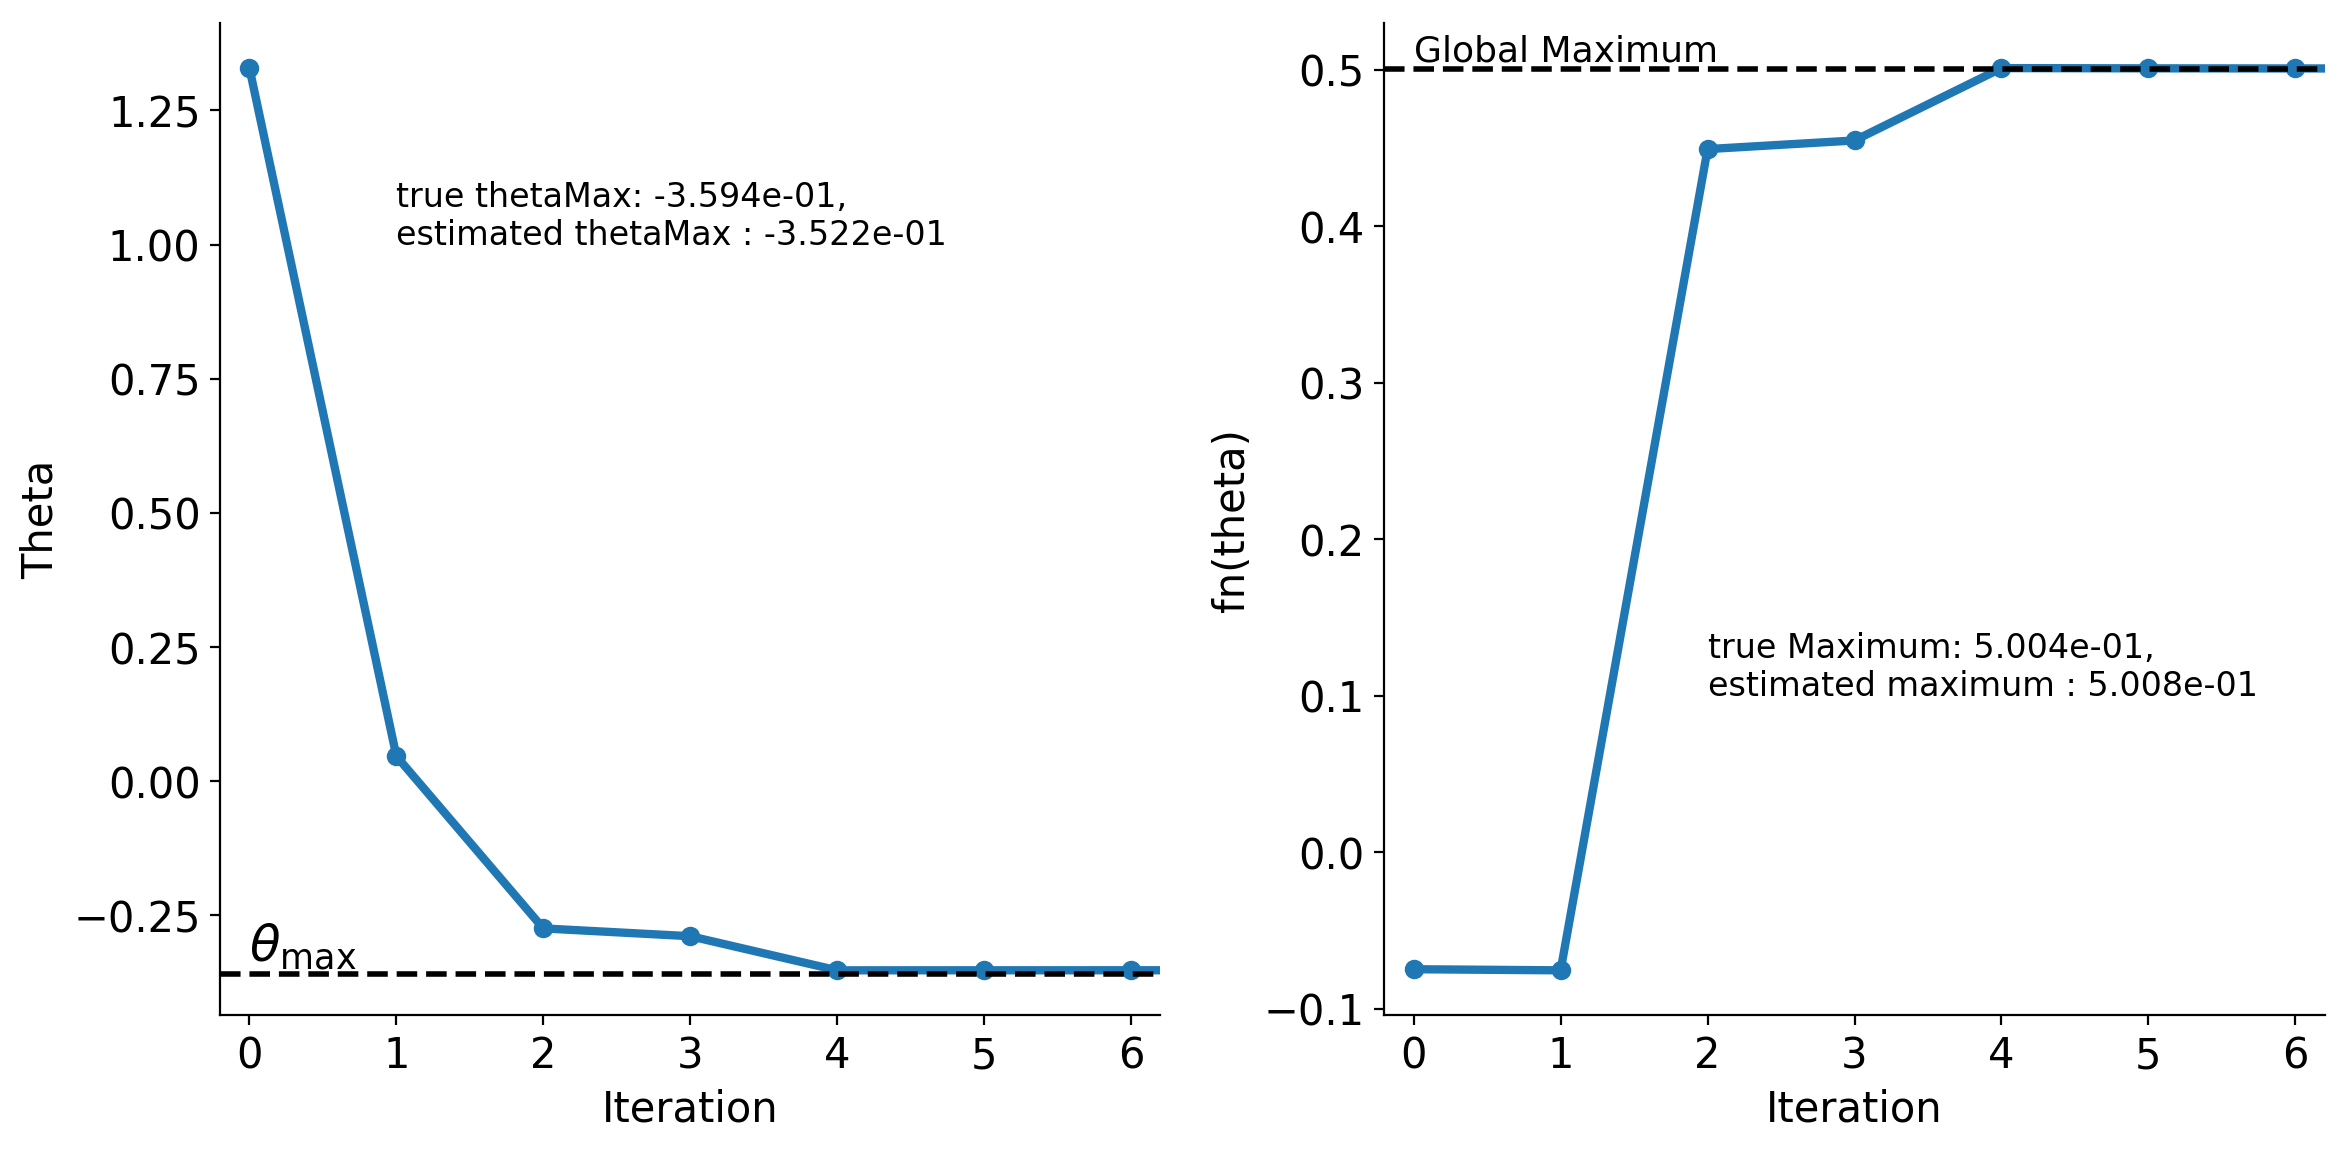 1.25
1.00
0.75
0.50
0.25
0.00
−0.25
Theta
true thetaMax: -3.594e-01,
estimated thetaMax : -3.522e-01
θmax
0 1 2 3 4 5 6
Iteration
0.5
0.4
0.3
0.2
0.1
0.0
−0.1
fn(theta)
Global Maximum
true Maximum: 5.004e-01,
estimated maximum : 5.008e-01
0 1 2 3 4 5 6
Iteration